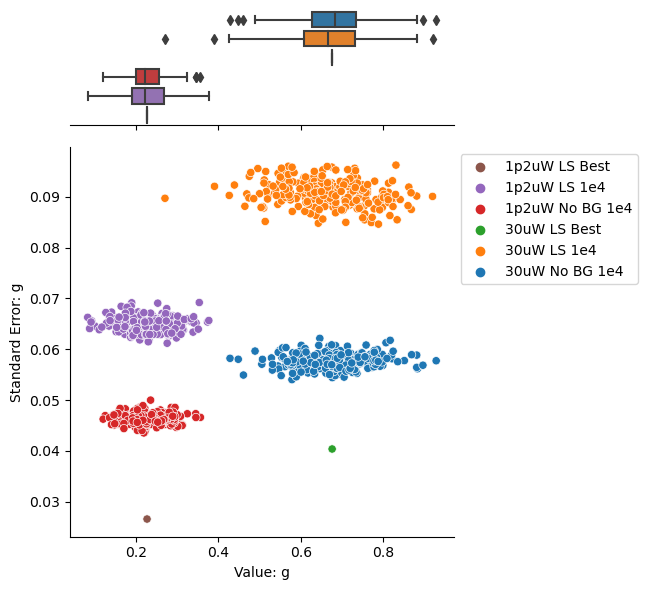 1p2uW LS Best
1p2uW LS 1e4
1p2uW No BG 1e4
30uW LS Best
30uW LS 1e4
30uW No BG 1e4
Standard Error: g
0.09
0.08
0.07
0.06
0.05
0.04
0.03
0.2 0.4 0.6 0.8
Value: g